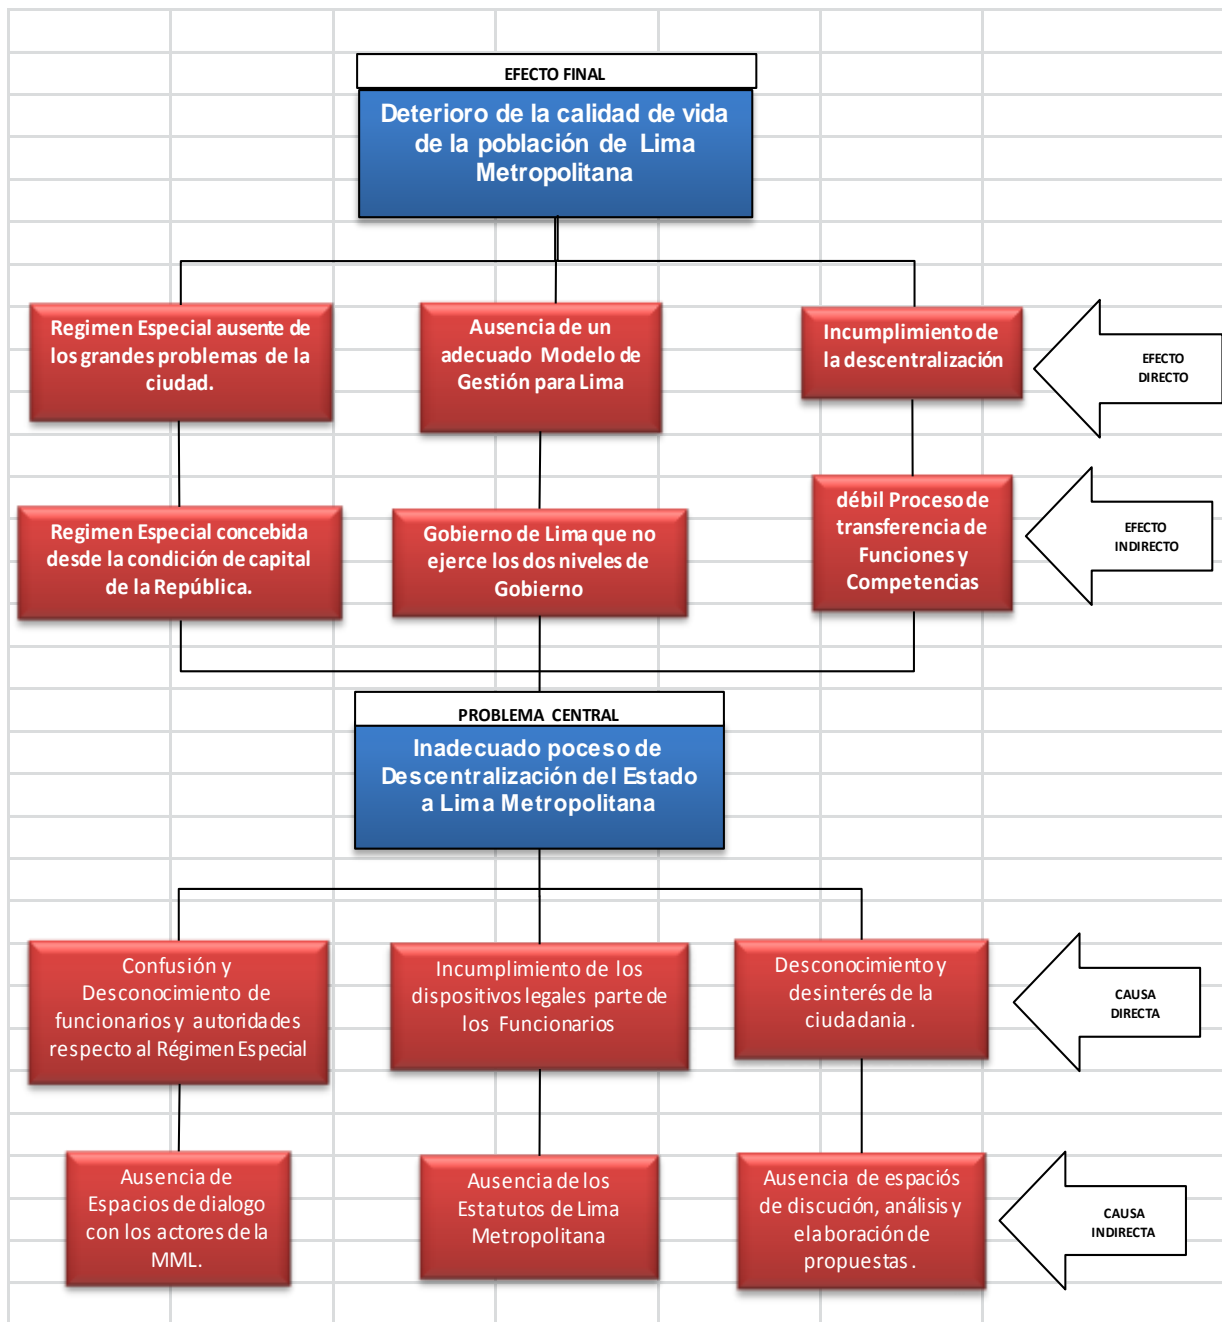 EFECTO FINAL
Deterioro de la calidad de vida
de la población de Lima
Metropolitana
Regimen Especial ausente de
los grandes problemas de la
ciudad.
Ausencia de un
adecuado Modelo de
Gestión para Lima
Incumplimiento de
la descentralización
EFECTO
DIRECTO
Regimen Especial concebida
desde la condición de capital
de la República.
Gobierno de Lima que no
ejerce los dos niveles de
Gobierno
débil Proceso de
transferencia de
Funciones y
Competencias
EFECTO
INDIRECTO
PROBLEMA CENTRAL
Inadecuado poceso de
Descentralización del Estado
a Lima Metropolitana
Confusión y
Desconocimiento de
funcionarios y autoridades
respecto al Régimen Especial
Incumplimiento de los
dispositivos legales parte de
los Funcionarios
Desconocimiento y
desinterés de la
ciudadania .
CAUSA
DIRECTA
Ausencia de
Espacios de dialogo
con los actores de la
MML.
Ausencia de los
Estatutos de Lima
Metropolitana
Ausencia de espaciós
de discución, análisis y
elaboración de
propuestas .
CAUSA
INDIRECTA